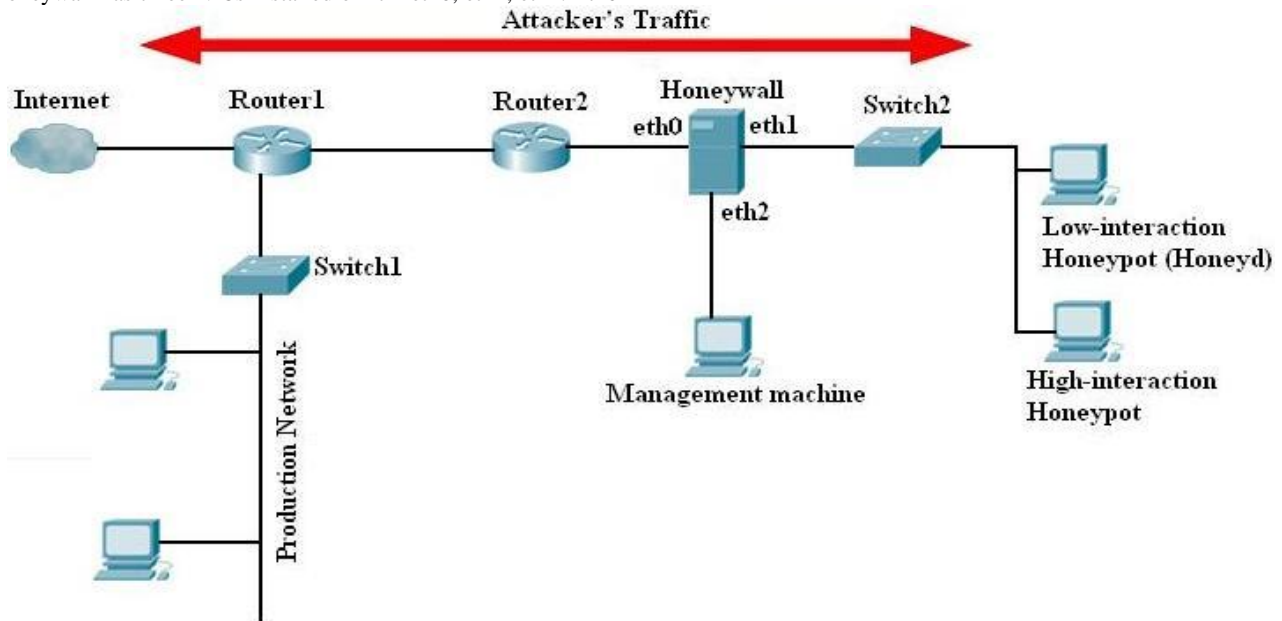 Attacker's Traffic
Internet
Router1
Router2
Honeywall
Switch2
eth0
eth1
eth2
Low-interaction
Honeypot (Honeyd)
Switch1
Production Network
Management machine
High-interaction
Honeypot